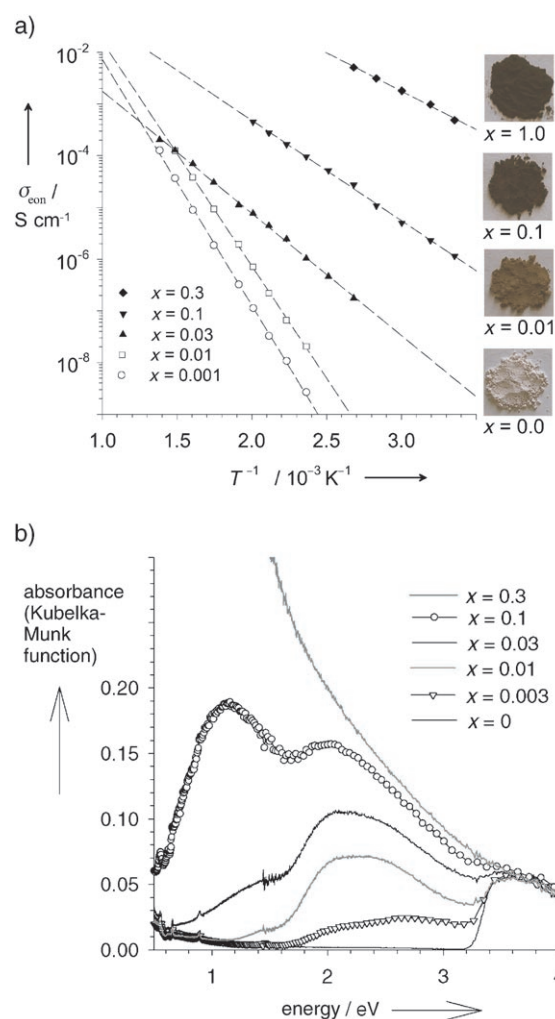 a)
10⁻²
10⁻⁴
10⁻⁶
10⁻⁸
σeon /
S cm⁻¹
x = 0.3
x = 0.1
x = 0.03
x = 0.01
x = 0.001
1.0 1.5 2.0 2.5 3.0 3.5
T⁻¹ / 10⁻³ K⁻¹
x = 1.0
x = 0.1
x = 0.01
x = 0.0
b)
absorbance
(Kubelka-
Munk
function)
0.20
0.15
0.10
0.05
0.00
x = 0.3
x = 0.1
x = 0.03
x = 0.01
x = 0.003
x = 0
1 2 3 4
energy / eV